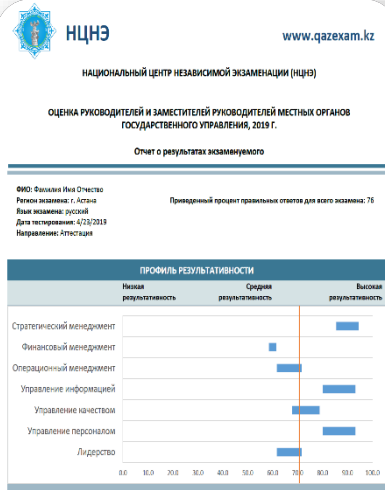 НЦНЭ
www.qazexam.kz
НАЦИОНАЛЬНЫЙ ЦЕНТР НЕЗАВИСИМОЙ ЭКЗАМЕНАЦИИ (НЦНЭ)
ОЦЕНКА РУКОВОДИТЕЛЕЙ И ЗАМЕСТИТЕЛЕЙ РУКОВОДИТЕЛЕЙ МЕСТНЫХ ОРГАНОВ
ГОСУДАРСТВЕННОГО УПРАВЛЕНИЯ, 2019 Г.
Отчет о результатах экзаменуемого
ФИО: Фамилия Имя Отчество
Регион экзамена: г. Астана
Приведенный процент правильных ответов для всего экзамена: 76
Язык экзамена: русский
Дата тестирования: 4/23/2019
Направление: Аттестация
ПРОФИЛЬ РЕЗУЛЬТАТИВНОСТИ
Низкая Средняя Высокая
результативность результативность результативность
Стратегический менеджмент
Финансовый менеджмент
Операционный менеджмент
Управление информацией
Управление качеством
Управление персоналом
Лидерство
0.0 10.0 20.0 30.0 40.0 50.0 60.0 70.0 80.0 90.0 100.0